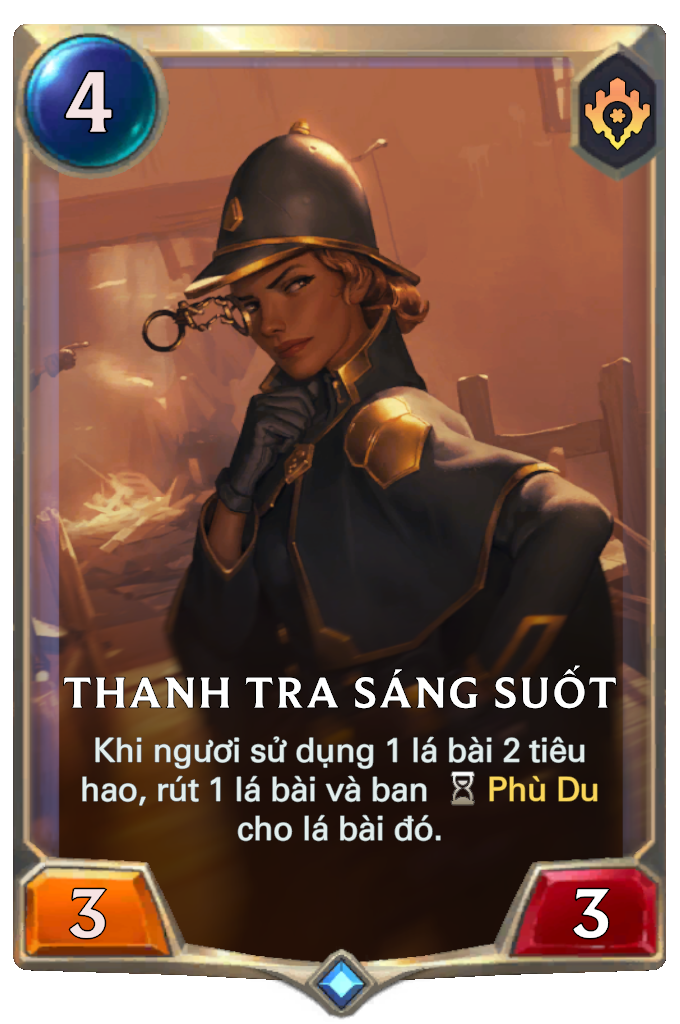 4
THANH TRA SÁNG SUỐT
Khi ngươi sử dụng 1 lá bài 2 tiêu
hao, rút 1 lá bài và ban Phù Du
cho lá bài đó.
3
3